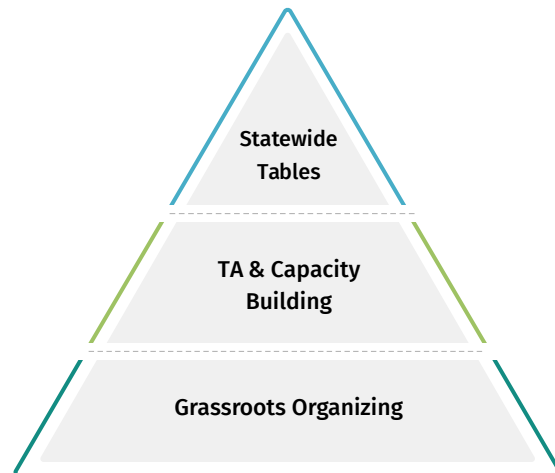 Statewide
Tables
TA & Capacity
Building
Grassroots Organizing